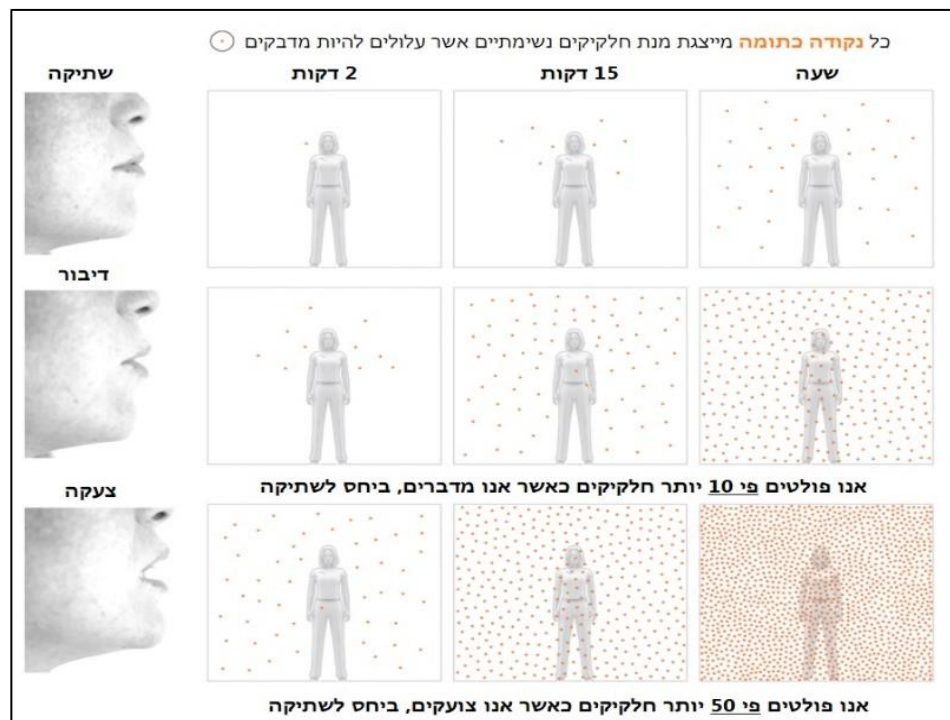 כל נקודה כתומה מייצגת מנת חלקיקים נשימתיים אשר עלולים להיות מדבקים
שעה 15 דקות 2 דקות שתיקה
דיבור
אנו פולטים פי 10 יותר חלקיקים כאשר אנו מדברים, ביחס לשתיקה
צעקה
אנו פולטים פי 50 יותר חלקיקים כאשר אנו צועקים, ביחס לשתיקה